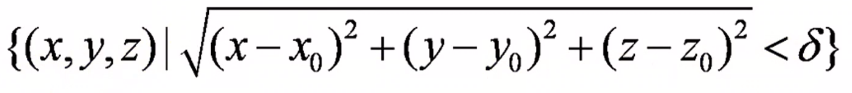 {(x, y, z) | √((x − x₀)² + (y − y₀)² + (z − z₀)²) < δ}